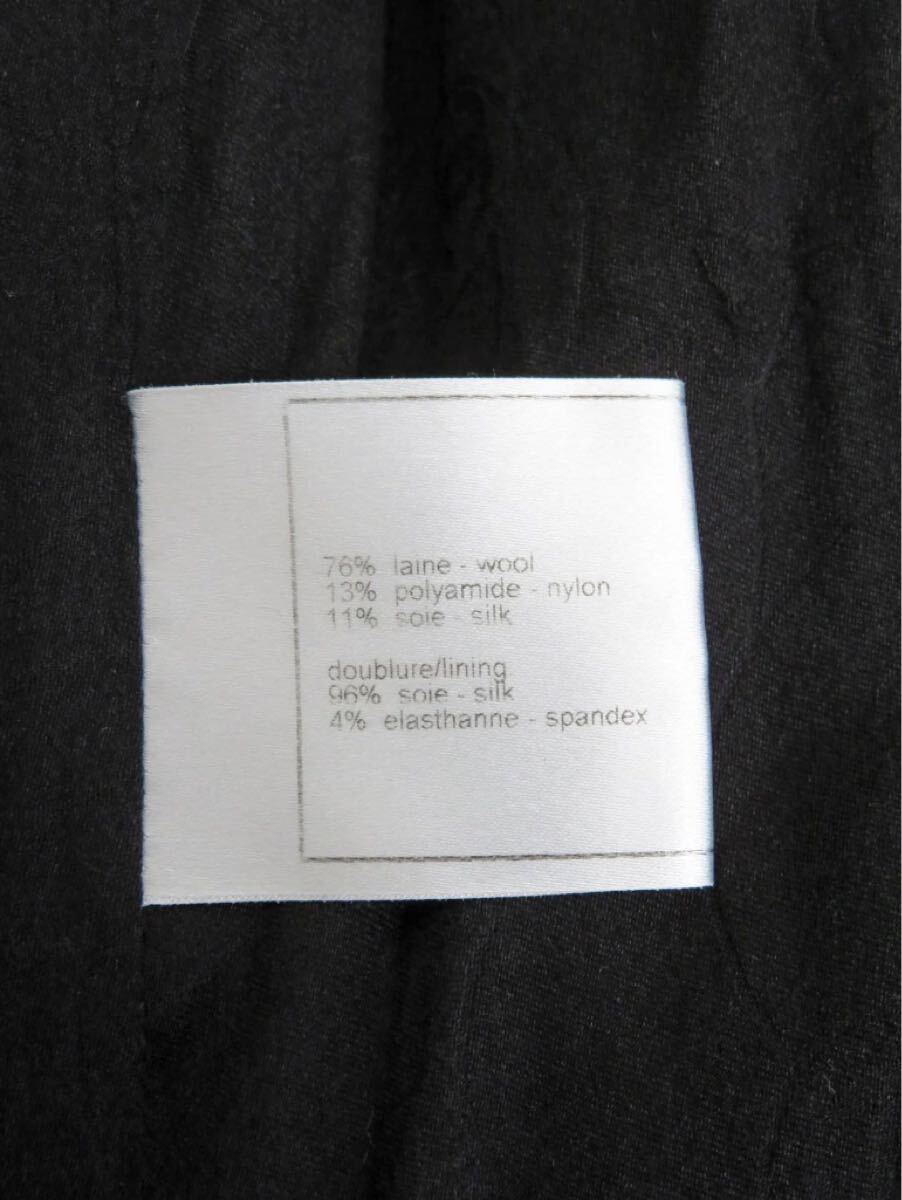 76% laine - wool
13% polyamide - nylon
11% soie - silk
doublure/lining
96% soie - silk
4% elasthanne - spandex